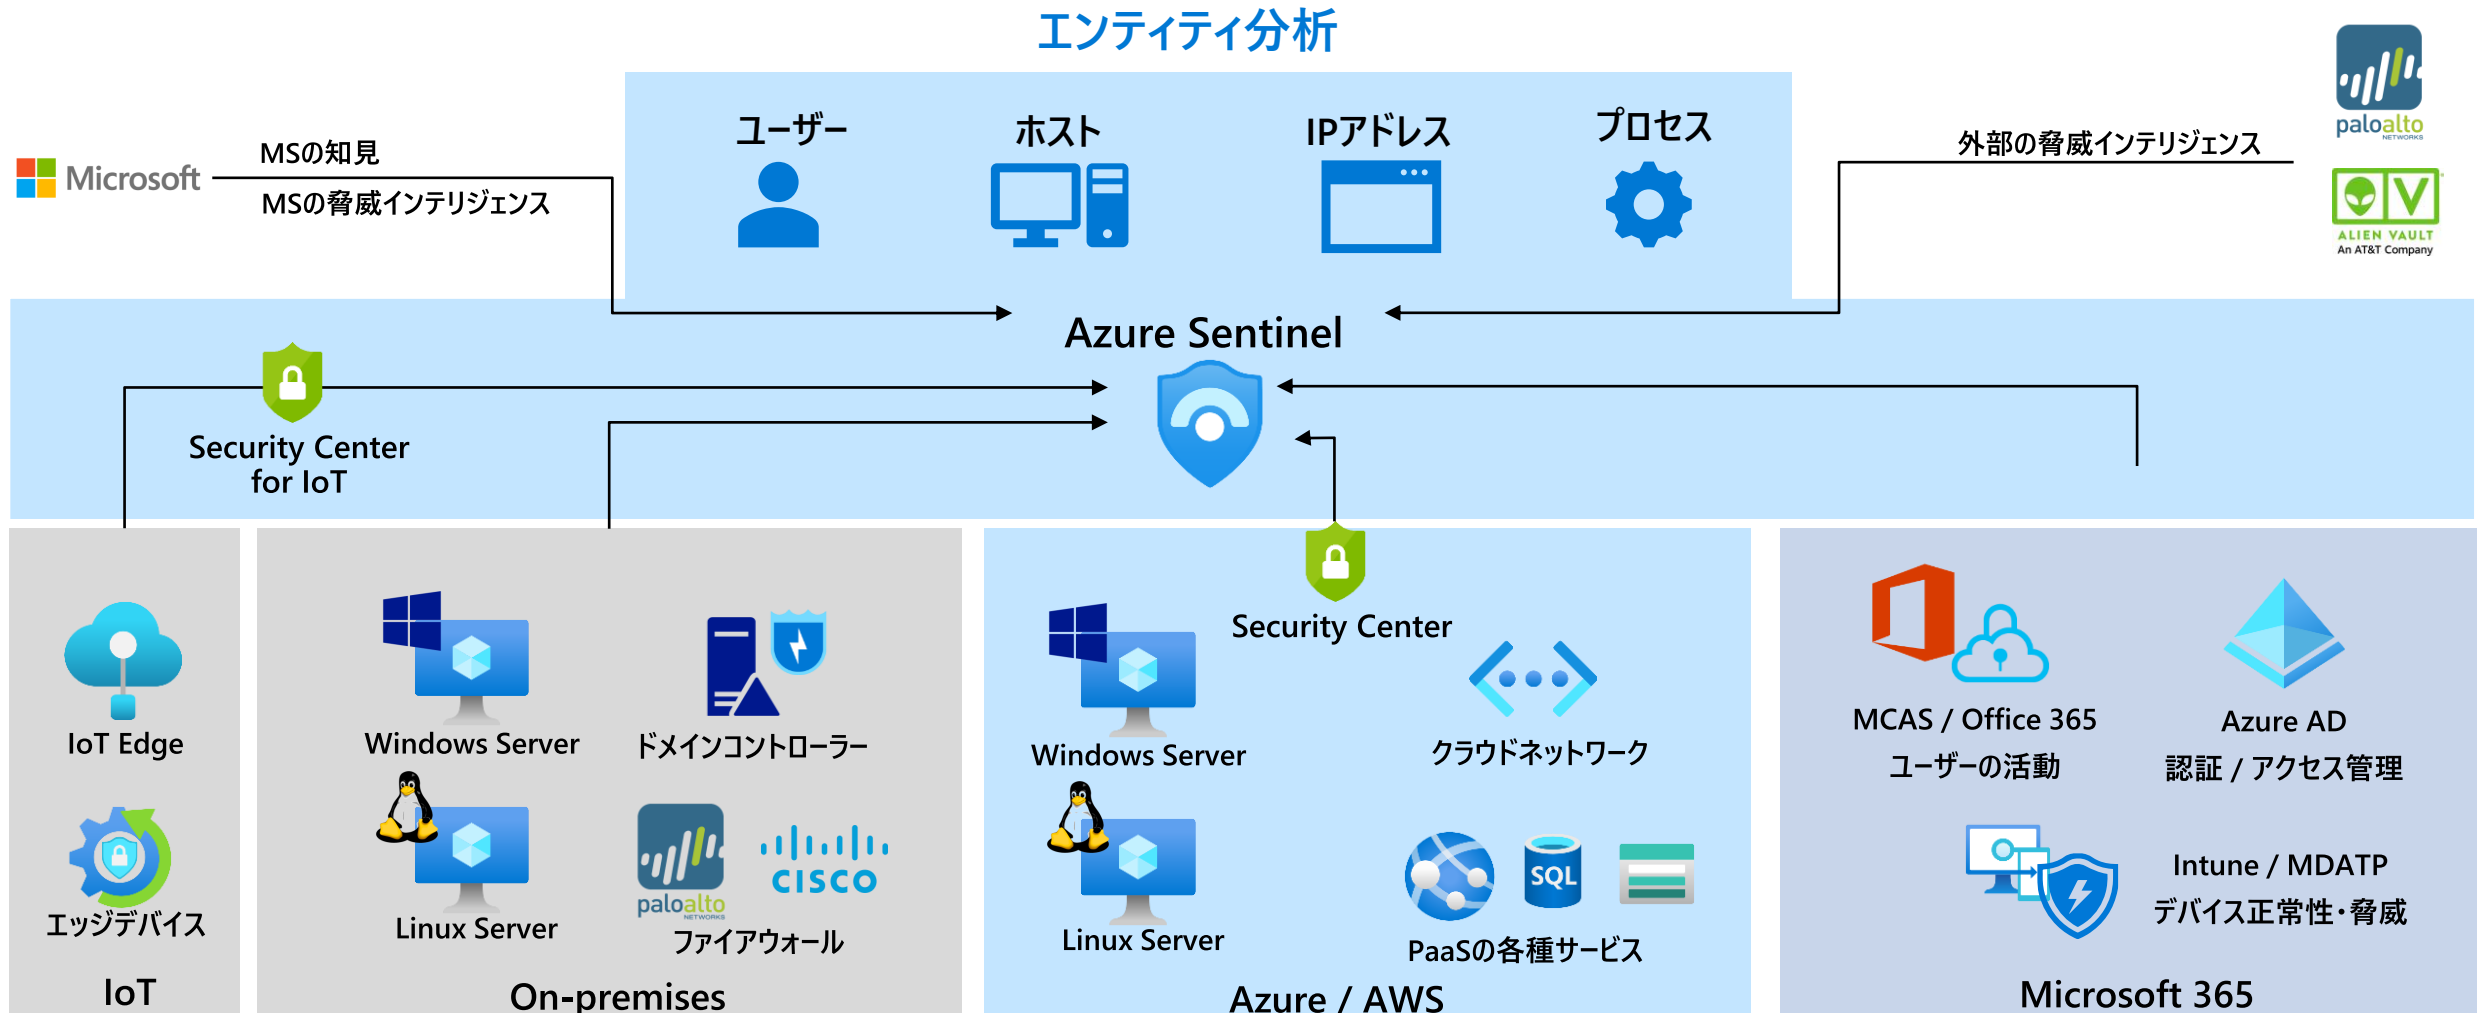 エンティティ分析
ユーザー
ホスト
IPアドレス
プロセス
Microsoft
MSの知見
MSの脅威インテリジェンス
外部の脅威インテリジェンス
paloalto
NETWORKS
ALIEN VAULT
An AT&T Company
Azure Sentinel
Security Center
for IoT
IoT Edge
エッジデバイス
IoT
Windows Server
ドメインコントローラー
Linux Server
paloalto
NETWORKS
CISCO
ファイアウォール
On-premises
Security Center
Windows Server
クラウドネットワーク
Linux Server
SQL
PaaSの各種サービス
Azure / AWS
MCAS / Office 365
ユーザーの活動
Azure AD
認証 / アクセス管理
Intune / MDATP
デバイス正常性・脅威
Microsoft 365